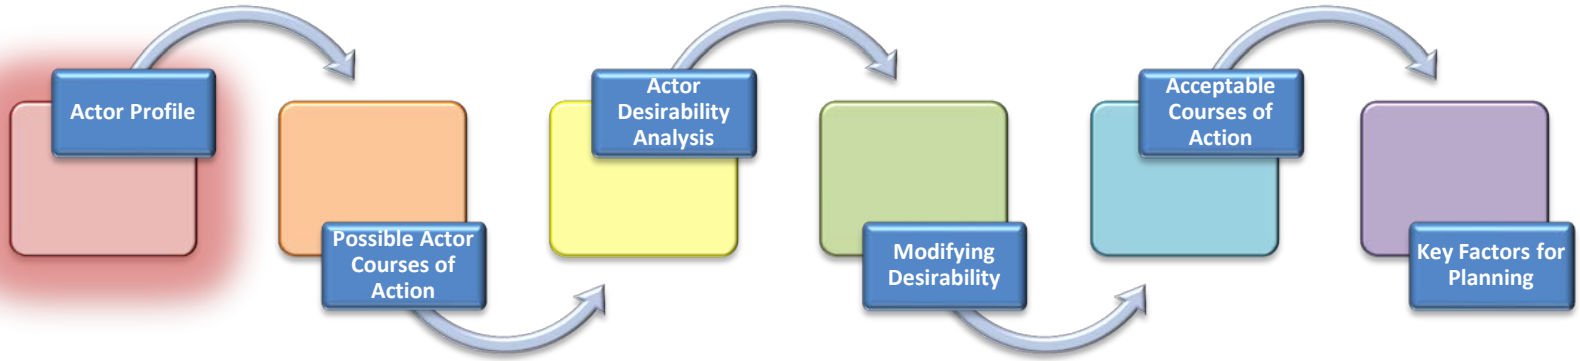 Actor Profile
Possible Actor
Courses of
Action
Actor
Desirability
Analysis
Modifying
Desirability
Acceptable
Courses of
Action
Key Factors for
Planning